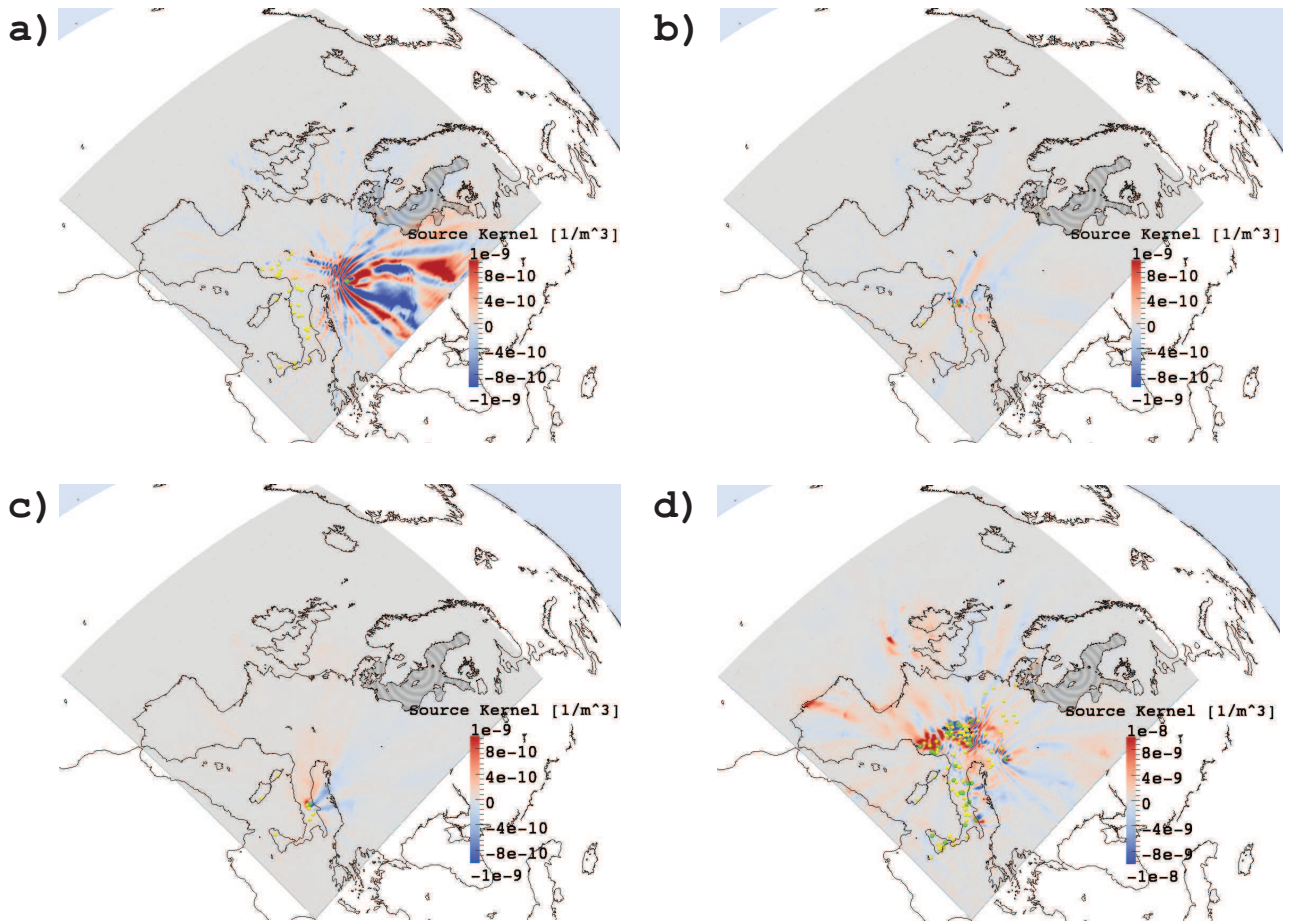 a)
Source Kernel [1/m^3]
1e-9
8e-10
4e-10
0
-4e-10
-8e-10
-1e-9
b)
Source Kernel [1/m^3]
1e-9
8e-10
4e-10
0
-4e-10
-8e-10
-1e-9
c)
Source Kernel [1/m^3]
1e-9
8e-10
4e-10
0
-4e-10
-8e-10
-1e-9
d)
Source Kernel [1/m^3]
1e-8
8e-9
4e-9
0
-4e-9
-8e-9
-1e-8